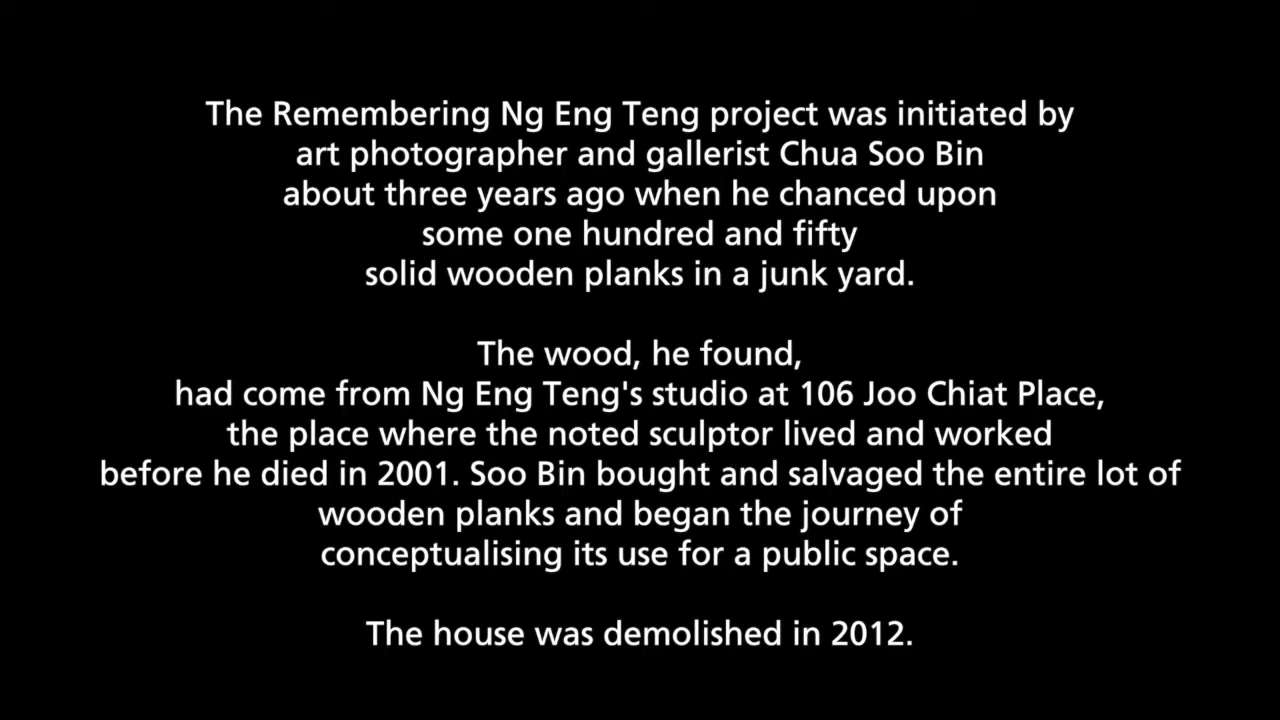 The Remembering Ng Eng Teng project was initiated by
art photographer and gallerist Chua Soo Bin
about three years ago when he chanced upon
some one hundred and fifty
solid wooden planks in a junk yard.
The wood, he found,
had come from Ng Eng Teng's studio at 106 Joo Chiat Place,
the place where the noted sculptor lived and worked
before he died in 2001. Soo Bin bought and salvaged the entire lot of
wooden planks and began the journey of
conceptualising its use for a public space.
The house was demolished in 2012.